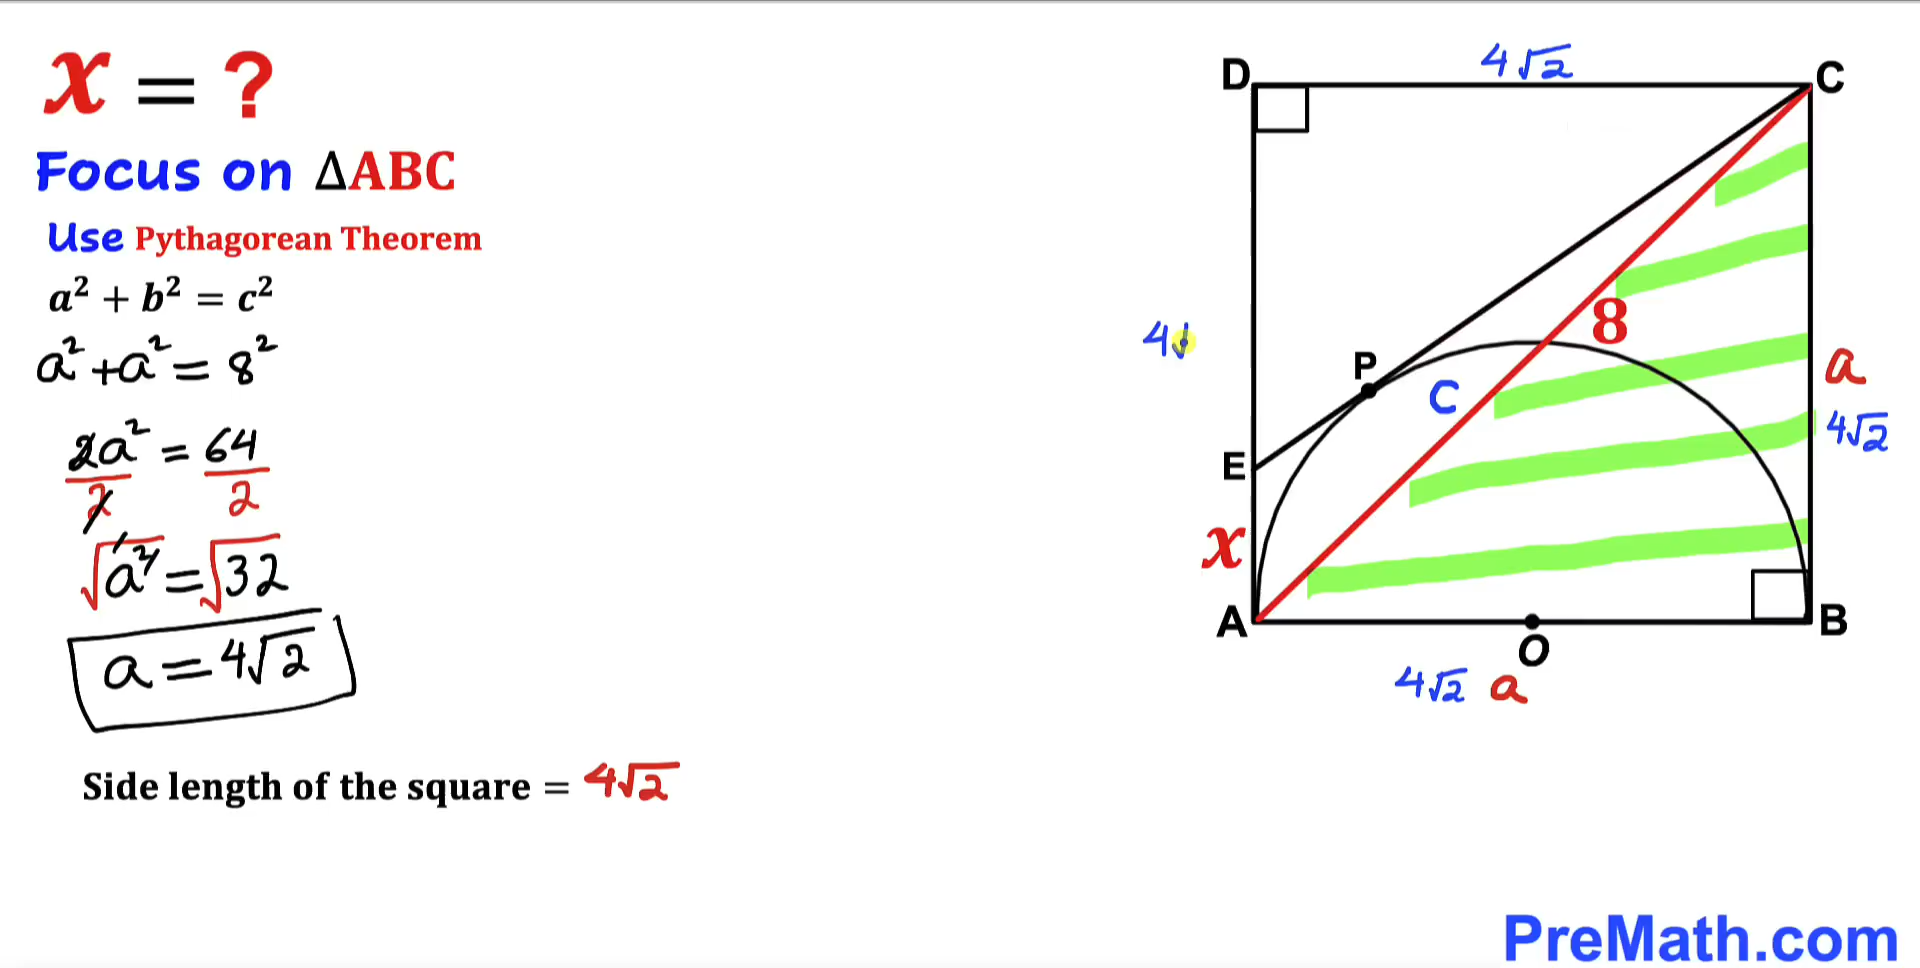 x = ?
Focus on ΔABC
Use Pythagorean Theorem
a² + b² = c²
a² + a² = 8²
2a² = 64
2 2
√a² = √32
a = 4√2
Side length of the square = 4√2
D
4√2
C
8
P
C
a
4√2
4√
E
x
A
B
O
4√2 a
PreMath.com